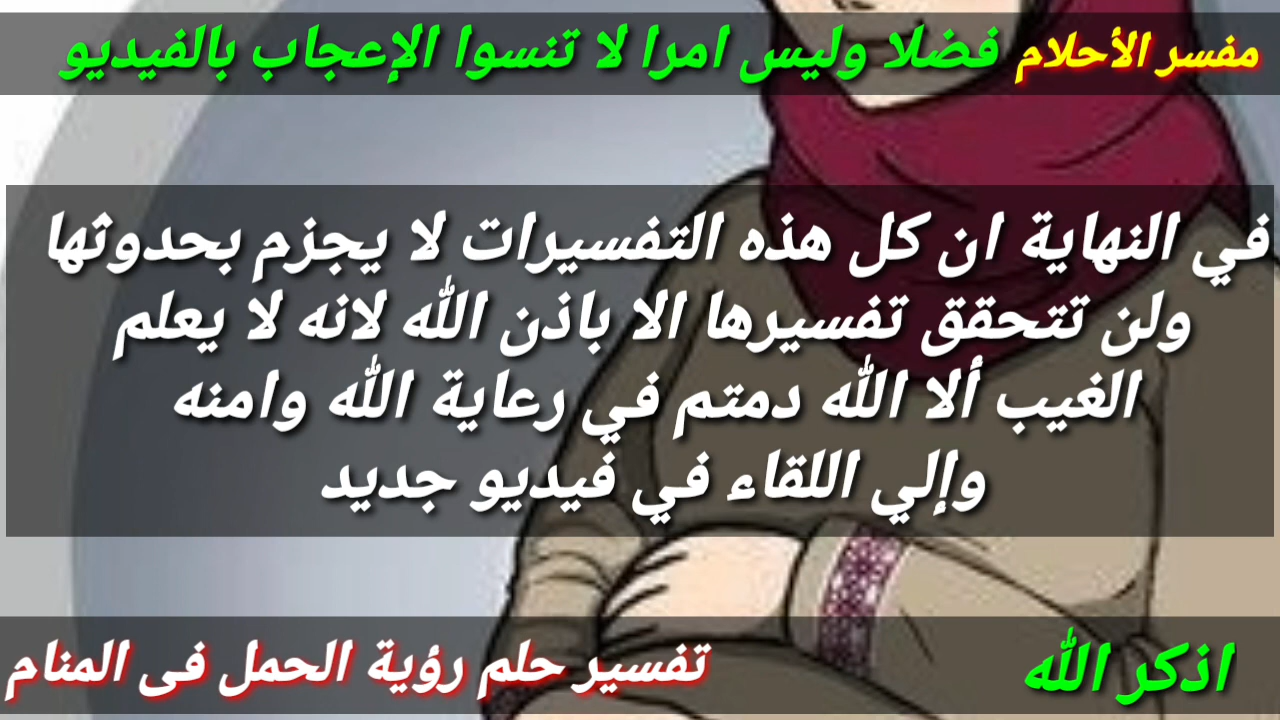 مفسر الأحلام فضلا وليس امرا لا تنسوا الإعجاب بالفيديو
في النهاية ان كل هذه التفسيرات لا يجزم بحدوثها
ولن تتحقق تفسيرها الا باذن الله لانه لا يعلم
الغيب ألا الله دمتم في رعاية الله وامنه
وإلي اللقاء في فيديو جديد
اذكر الله
تفسير حلم رؤية الحمل فى المنام